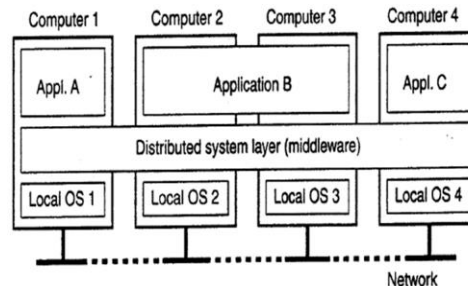 Computer 1 Computer 2 Computer 3 Computer 4
Appl. A Application B Appl. C
Distributed system layer (middleware)
Local OS 1 Local OS 2 Local OS 3 Local OS 4
Network